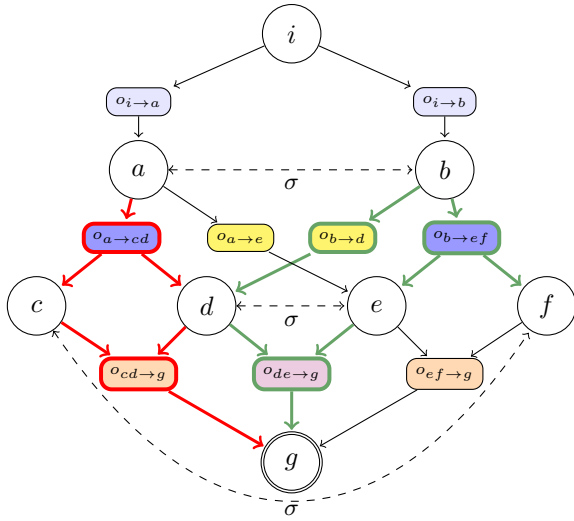 i
o_{i→a} o_{i→b}
a b
σ
o_{a→cd} o_{a→e} o_{b→d} o_{b→ef}
c d e f
σ
o_{cd→g} o_{de→g} o_{ef→g}
g
σ